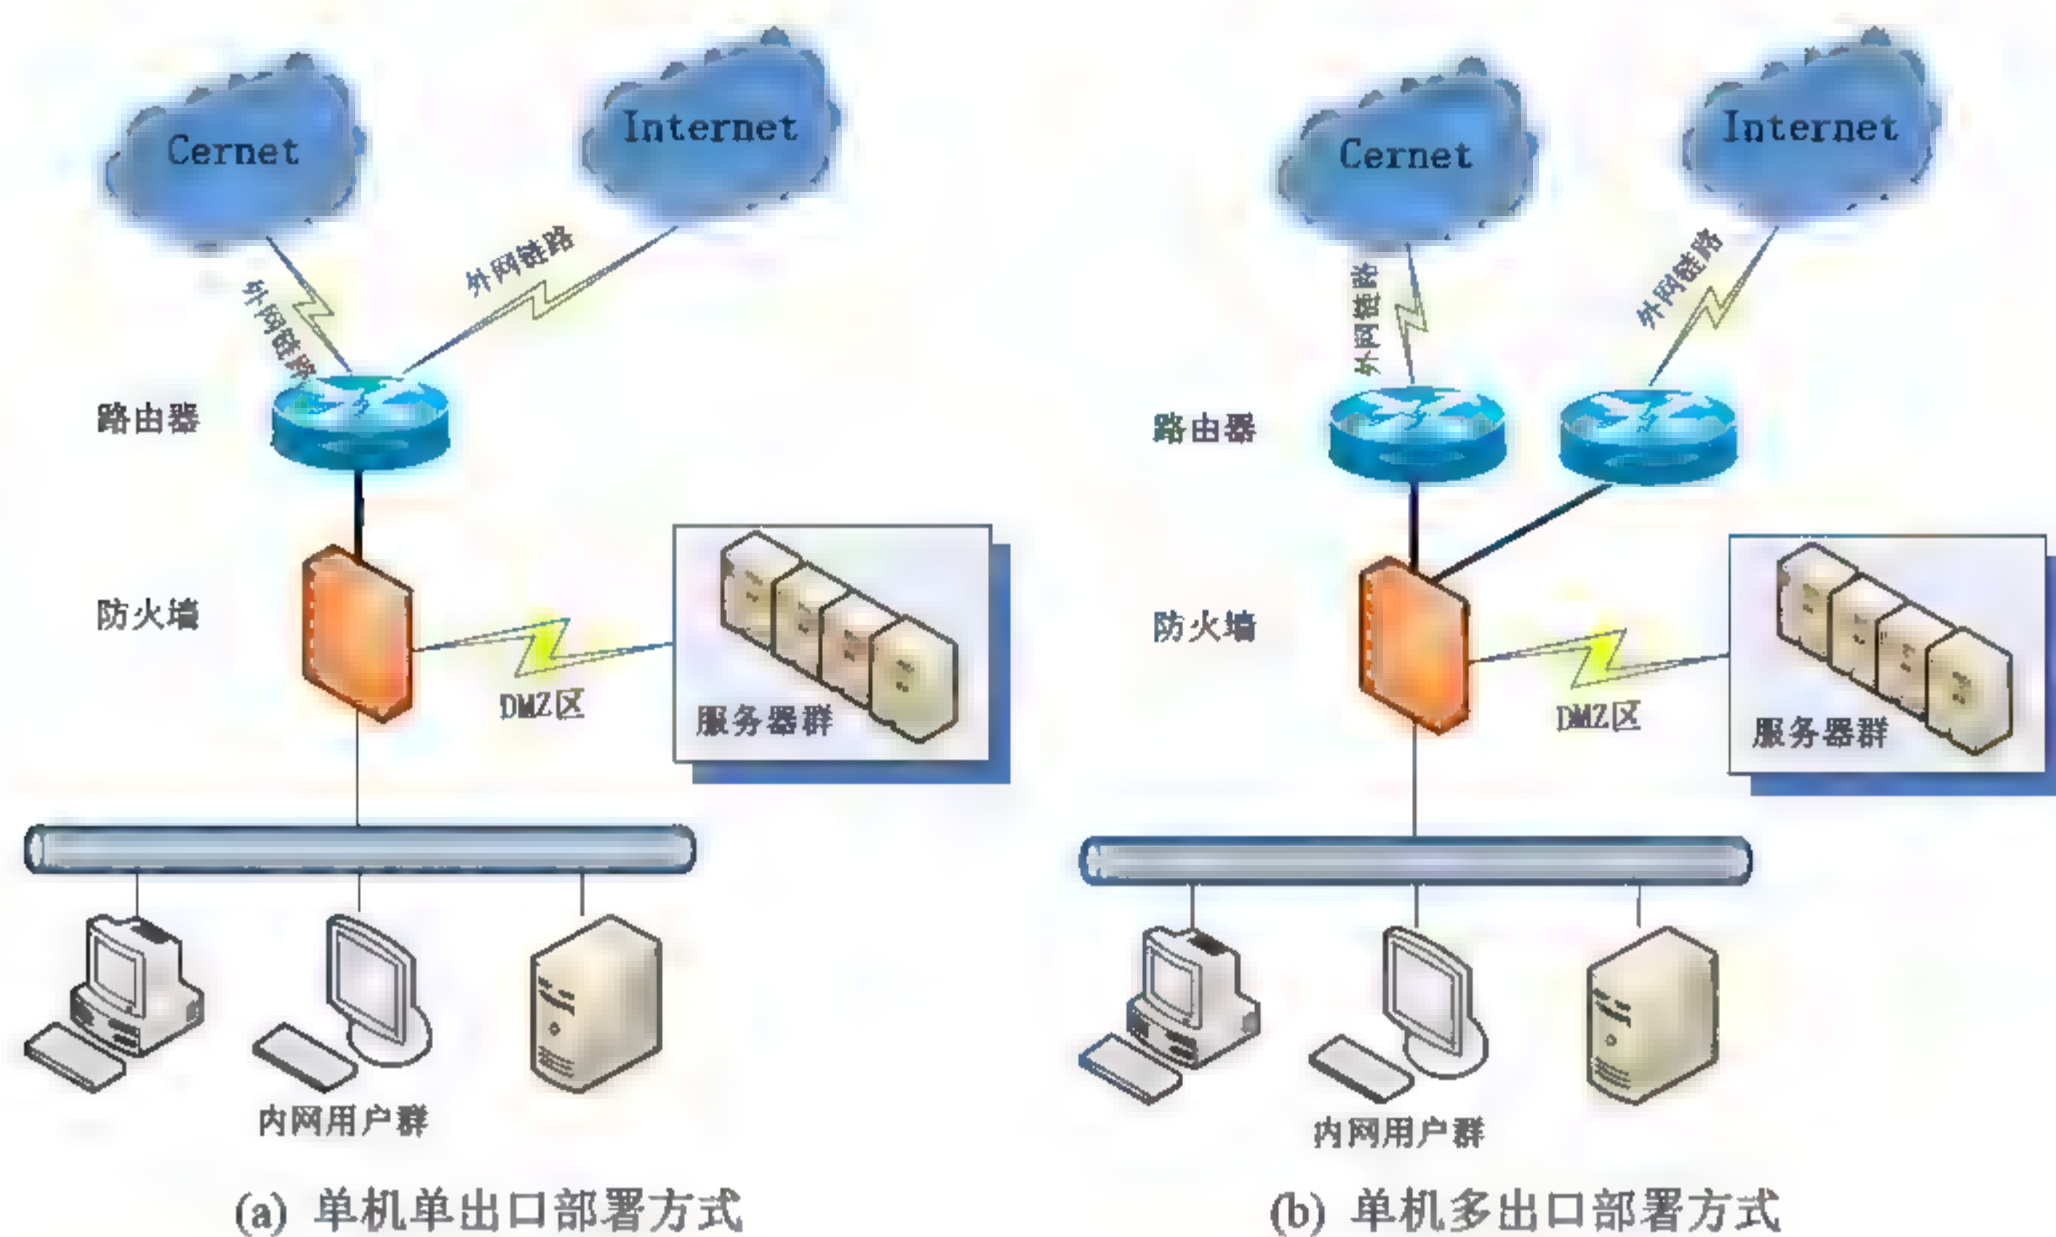 Cernet
Internet
外网链路
外网链路
路由器
防火墙
DMZ区
服务器群
内网用户群
(a) 单机单出口部署方式
Cernet
Internet
外网链路
外网链路
路由器
防火墙
DMZ区
服务器群
内网用户群
(b) 单机多出口部署方式